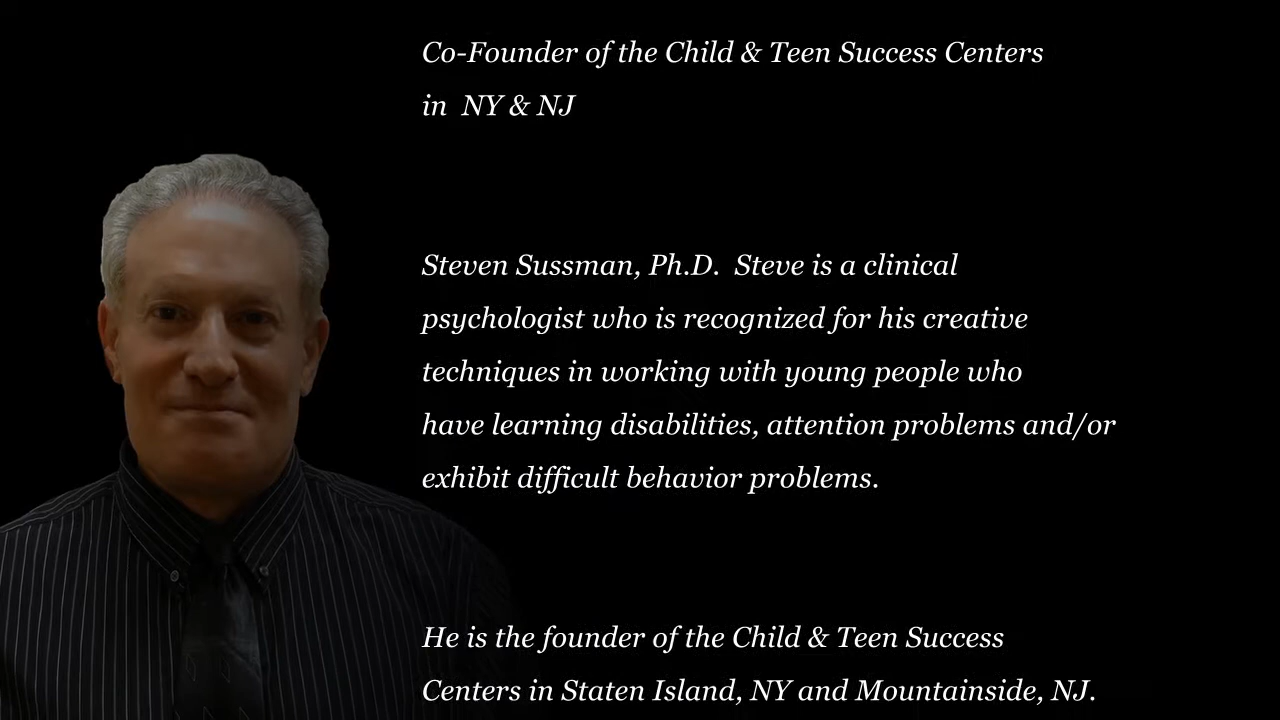 Co-Founder of the Child & Teen Success Centers
in  NY & NJ
Steven Sussman, Ph.D.  Steve is a clinical
psychologist who is recognized for his creative
techniques in working with young people who
have learning disabilities, attention problems and/or
exhibit difficult behavior problems.
He is the founder of the Child & Teen Success
Centers in Staten Island, NY and Mountainside, NJ.